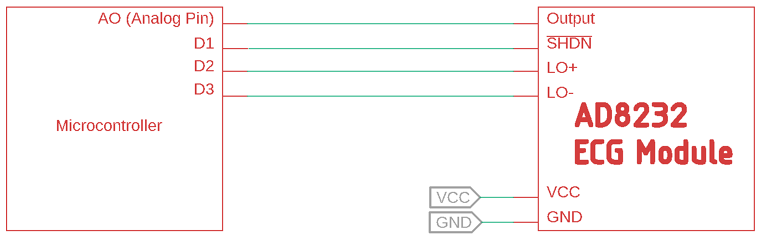 AO (Analog Pin)
D1
D2
D3
Microcontroller
Output
SHDN
LO+
LO-
AD8232
ECG Module
VCC
VCC
GND
GND